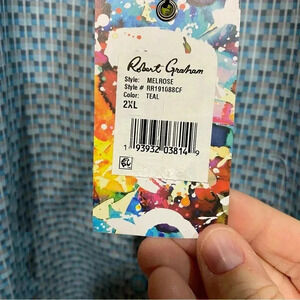 Robert Graham
Style: MELROSE
Style # RR191088CF
Color: TEAL
2XL
1 93932 03814 9